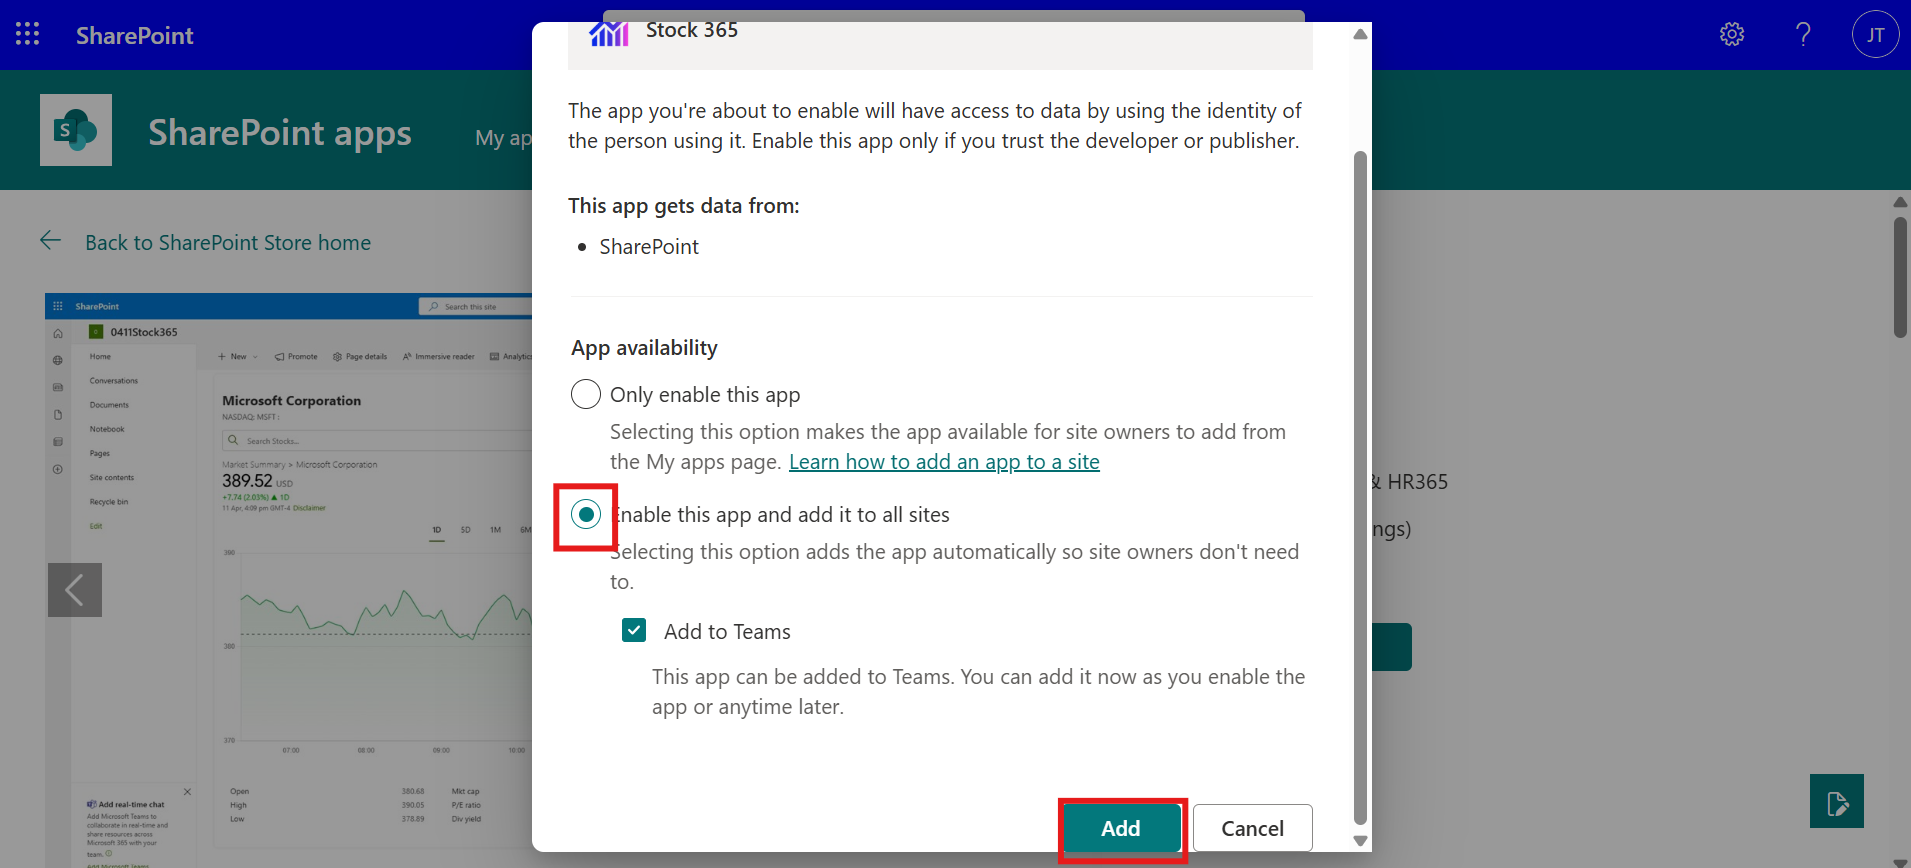 SharePoint
JT
SharePoint apps
My ap
Stock 365
The app you're about to enable will have access to data by using the identity of
the person using it. Enable this app only if you trust the developer or publisher.
This app gets data from:
• SharePoint
App availability
Only enable this app
Selecting this option makes the app available for site owners to add from
the My apps page. Learn how to add an app to a site
Enable this app and add it to all sites
Selecting this option adds the app automatically so site owners don't need
to.
Add to Teams
This app can be added to Teams. You can add it now as you enable the
app or anytime later.
Add
Cancel
Back to SharePoint Store home
SharePoint
Search this site
0411Stock365
Home
Conversations
Documents
Notebook
Pages
Site contents
Recycle bin
Edit
New
Promote
Page details
Immersive reader
Analytics
Microsoft Corporation
NASDAQ: MSFT :
Search Stocks...
Market Summary > Microsoft Corporation
389.52 USD
+7.74 (2.03%) ▲ 1D
11 Apr, 4:09 pm GMT-4 Disclaimer
1D 5D 1M 6M
390
380
370
07:00 08:00 09:00 10:00
Open 380.68 Mkt cap
High 390.05 P/E ratio
Low 378.89 Div yield
Add real-time chat
Add Microsoft Teams to
collaborate in real-time and
share resources across
Microsoft 365 with your
team.
Add Microsoft Teams
& HR365
ngs)